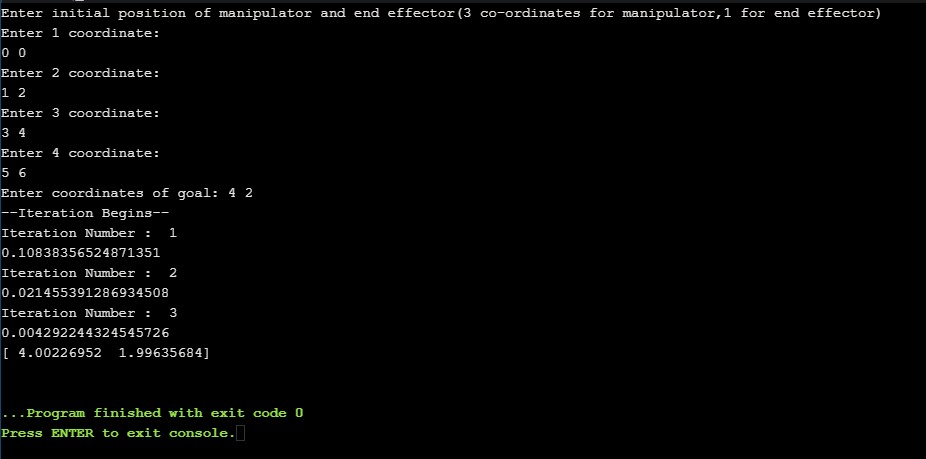 Enter initial position of manipulator and end effector(3 co-ordinates for manipulator,1 for end effector)
Enter 1 coordinate:
0 0
Enter 2 coordinate:
1 2
Enter 3 coordinate:
3 4
Enter 4 coordinate:
5 6
Enter coordinates of goal: 4 2
--Iteration Begins--
Iteration Number :  1
0.10838356524871351
Iteration Number :  2
0.021455391286934508
Iteration Number :  3
0.004292244324545726
[ 4.00226952  1.99635684]
...Program finished with exit code 0
Press ENTER to exit console.